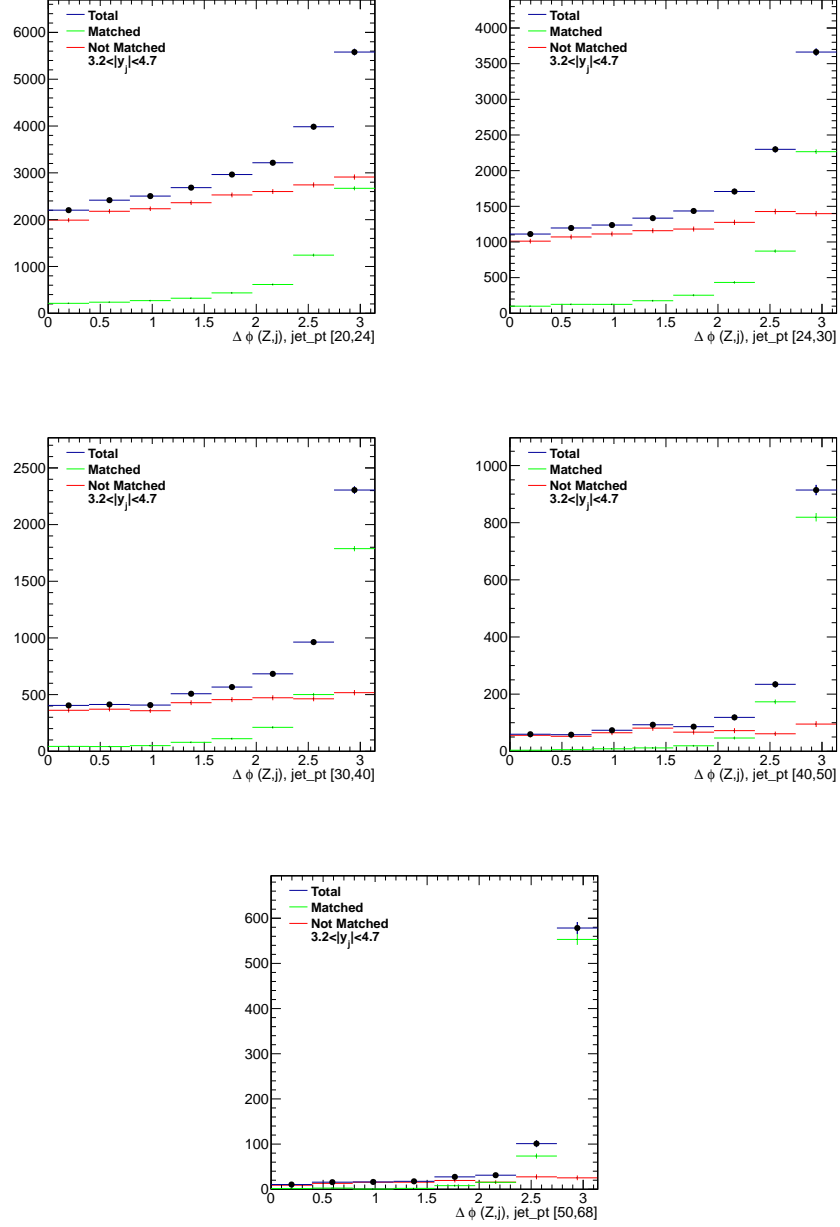 Total
Matched
Not Matched
3.2<|y_j|<4.7
6000
5000
4000
3000
2000
1000
0
0 0.5 1 1.5 2 2.5 3
Δ ϕ (Z,j), jet_pt [20,24]
Total
Matched
Not Matched
3.2<|y_j|<4.7
4000
3500
3000
2500
2000
1500
1000
500
0
0 0.5 1 1.5 2 2.5 3
Δ ϕ (Z,j), jet_pt [24,30]
Total
Matched
Not Matched
3.2<|y_j|<4.7
2500
2000
1500
1000
500
0
0 0.5 1 1.5 2 2.5 3
Δ ϕ (Z,j), jet_pt [30,40]
Total
Matched
Not Matched
3.2<|y_j|<4.7
1000
800
600
400
200
0
0 0.5 1 1.5 2 2.5 3
Δ ϕ (Z,j), jet_pt [40,50]
Total
Matched
Not Matched
3.2<|y_j|<4.7
600
500
400
300
200
100
0
0 0.5 1 1.5 2 2.5 3
Δ ϕ (Z,j), jet_pt [50,68]